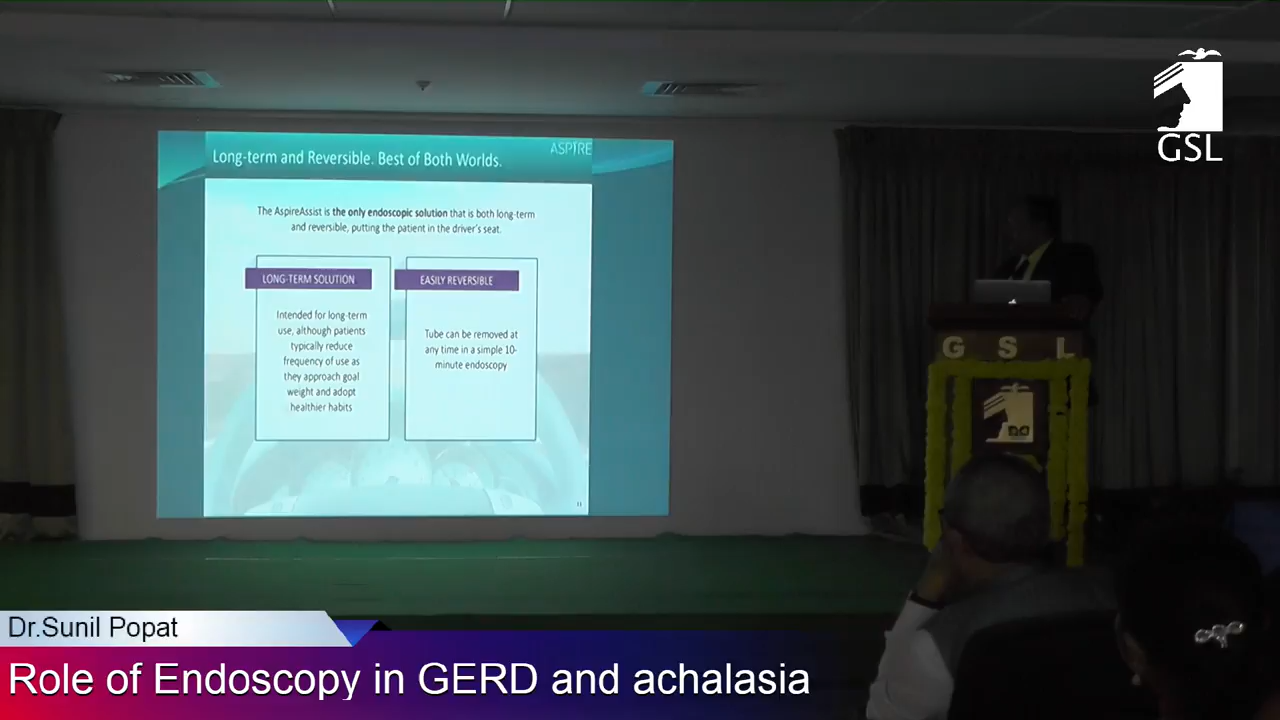 GSL
ASPIRE
Long-term and Reversible. Best of Both Worlds.
The AspireAssist is the only endoscopic solution that is both long-term
and reversible, putting the patient in the driver's seat.
LONG-TERM SOLUTION
Intended for long-term
use, although patients
typically reduce
frequency of use as
they approach goal
weight and adopt
healthier habits
EASILY REVERSIBLE
Tube can be removed at
any time in a simple 10-
minute endoscopy
11
G S L
Dr.Sunil Popat
Role of Endoscopy in GERD and achalasia